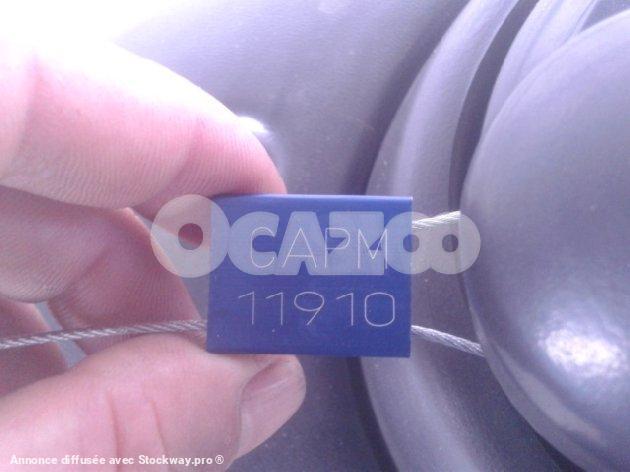 OCAZOO
CAPM
11910
Annonce diffusée avec Stockway.pro®